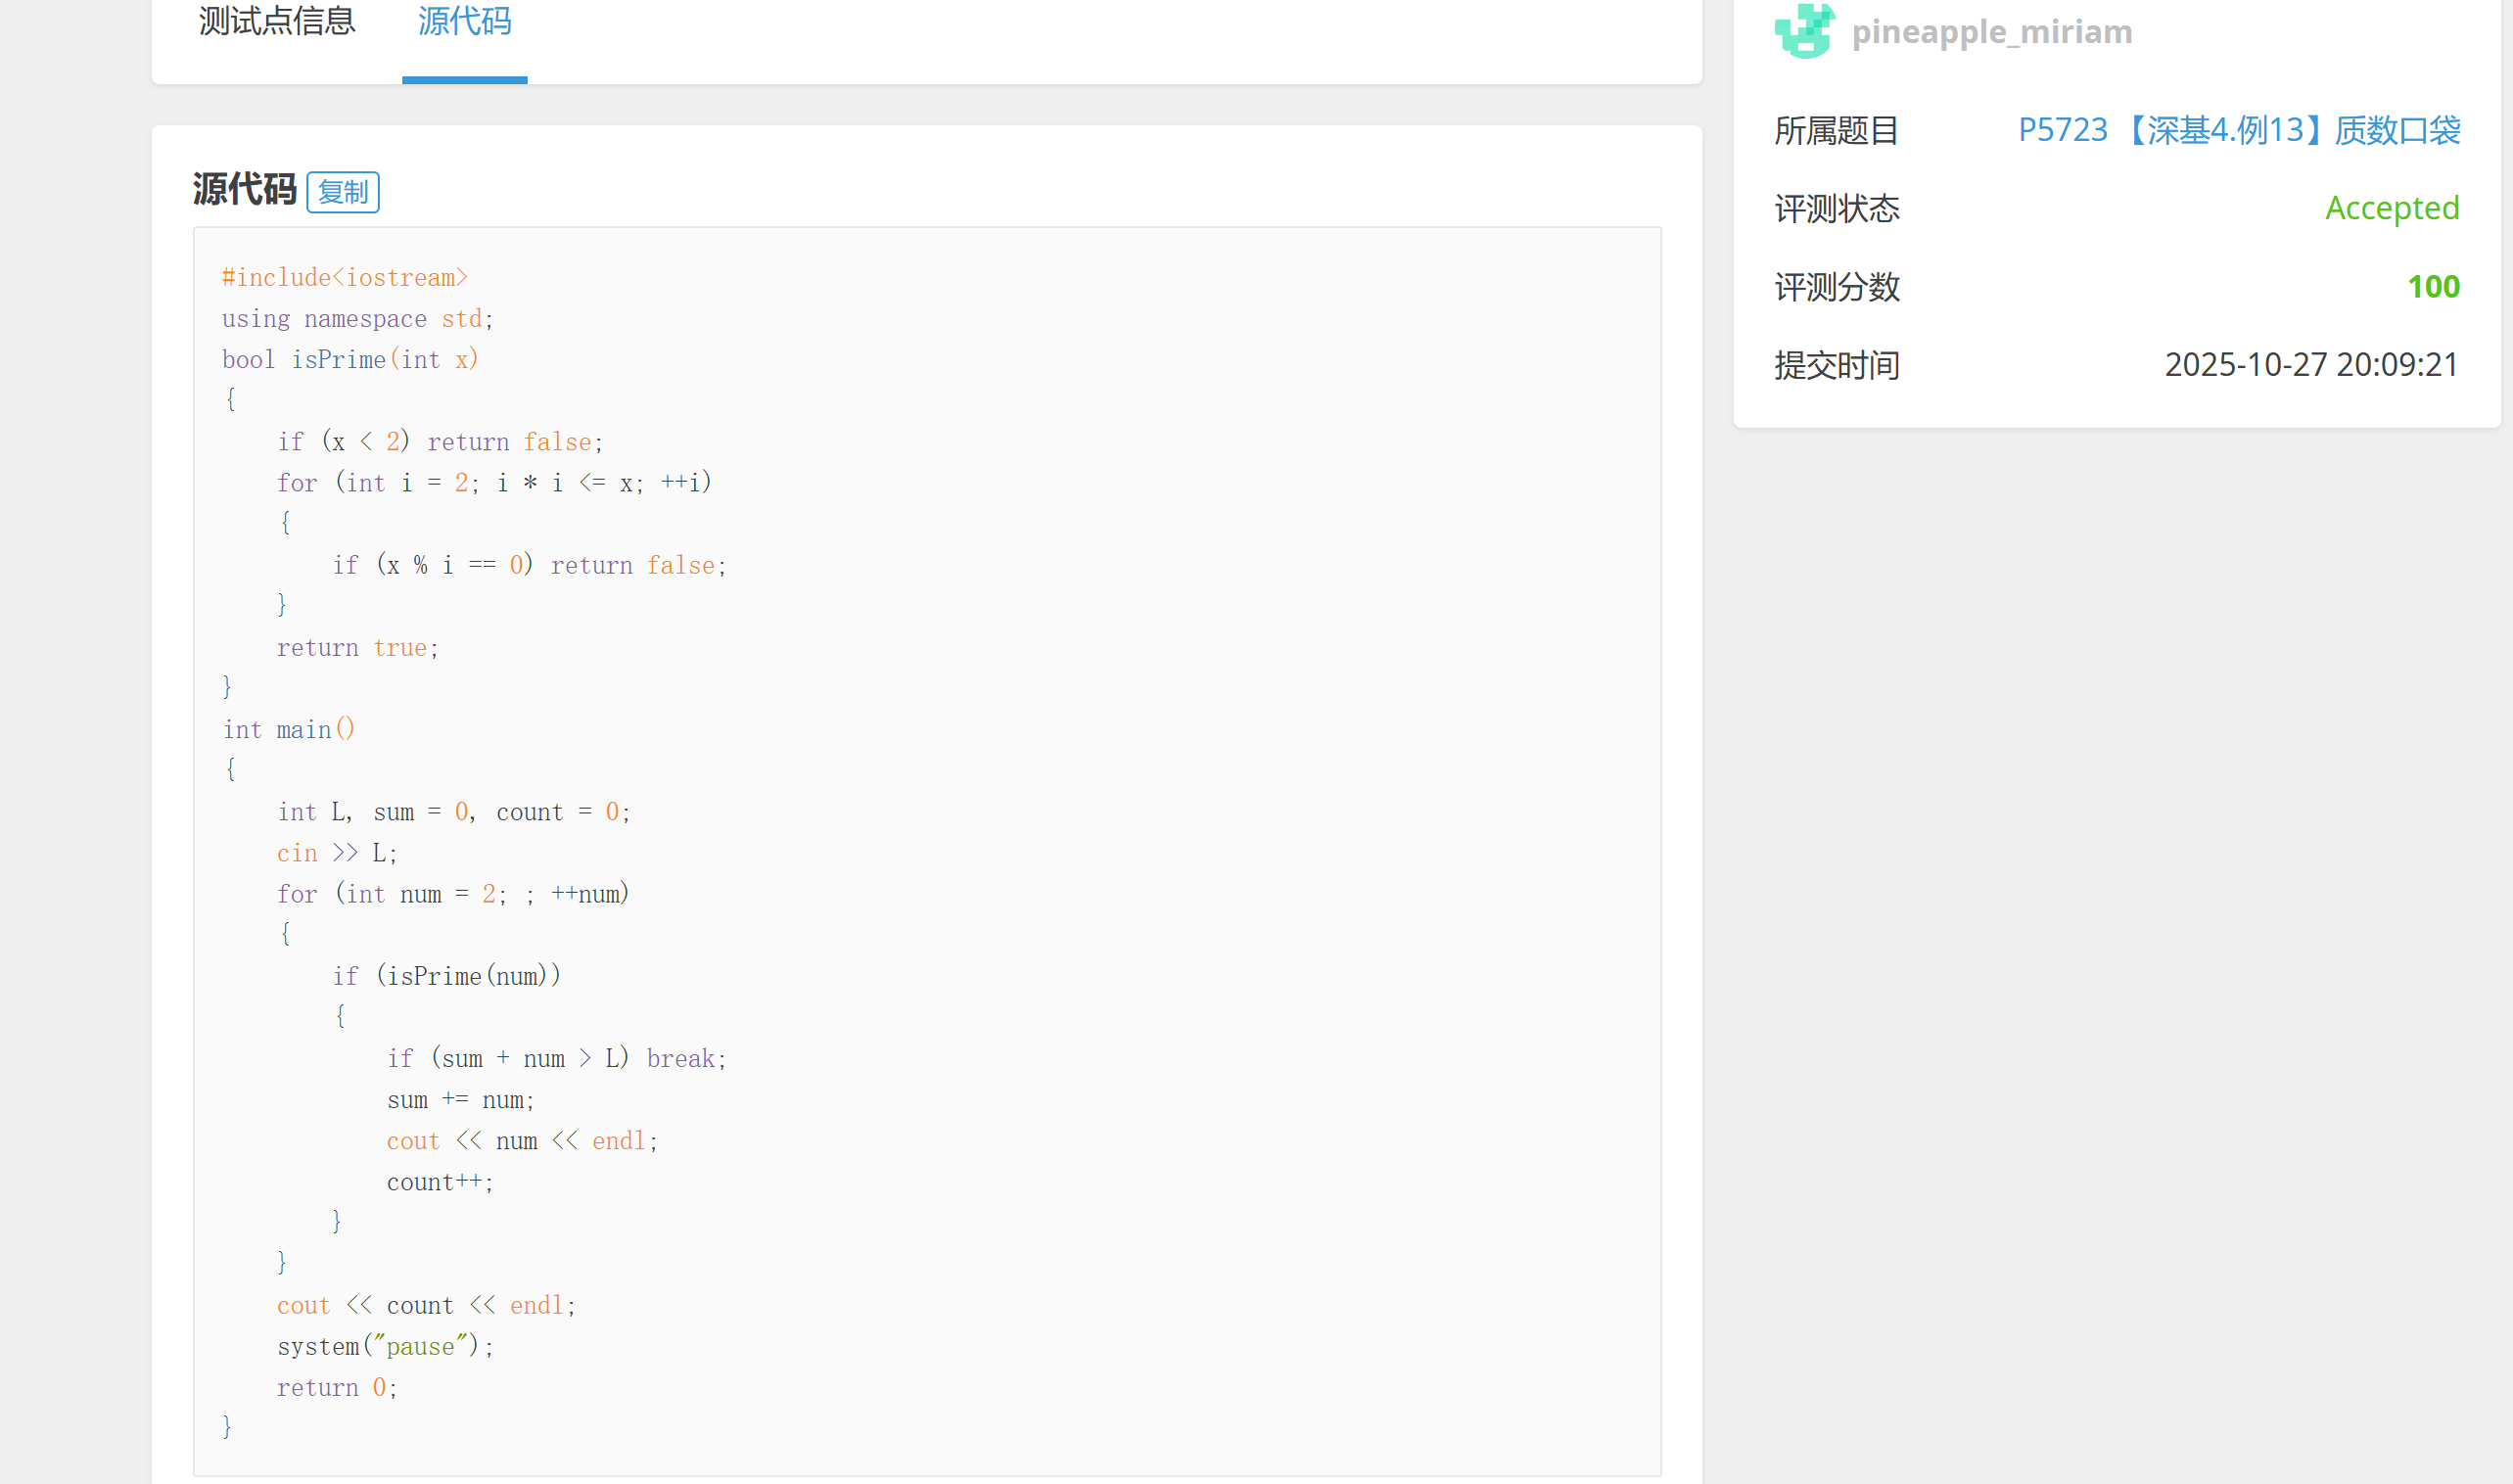 测试点信息 源代码
源代码 复制
#include<iostream>
using namespace std;
bool isPrime(int x)
{
    if (x < 2) return false;
    for (int i = 2; i * i <= x; ++i)
    {
        if (x % i == 0) return false;
    }
    return true;
}
int main()
{
    int L, sum = 0, count = 0;
    cin >> L;
    for (int num = 2; ; ++num)
    {
        if (isPrime(num))
        {
            if (sum + num > L) break;
            sum += num;
            cout << num << endl;
            count++;
        }
    }
    cout << count << endl;
    system("pause");
    return 0;
}
pineapple_miriam
所属题目 P5723 【深基4.例13】质数口袋
评测状态 Accepted
评测分数 100
提交时间 2025-10-27 20:09:21